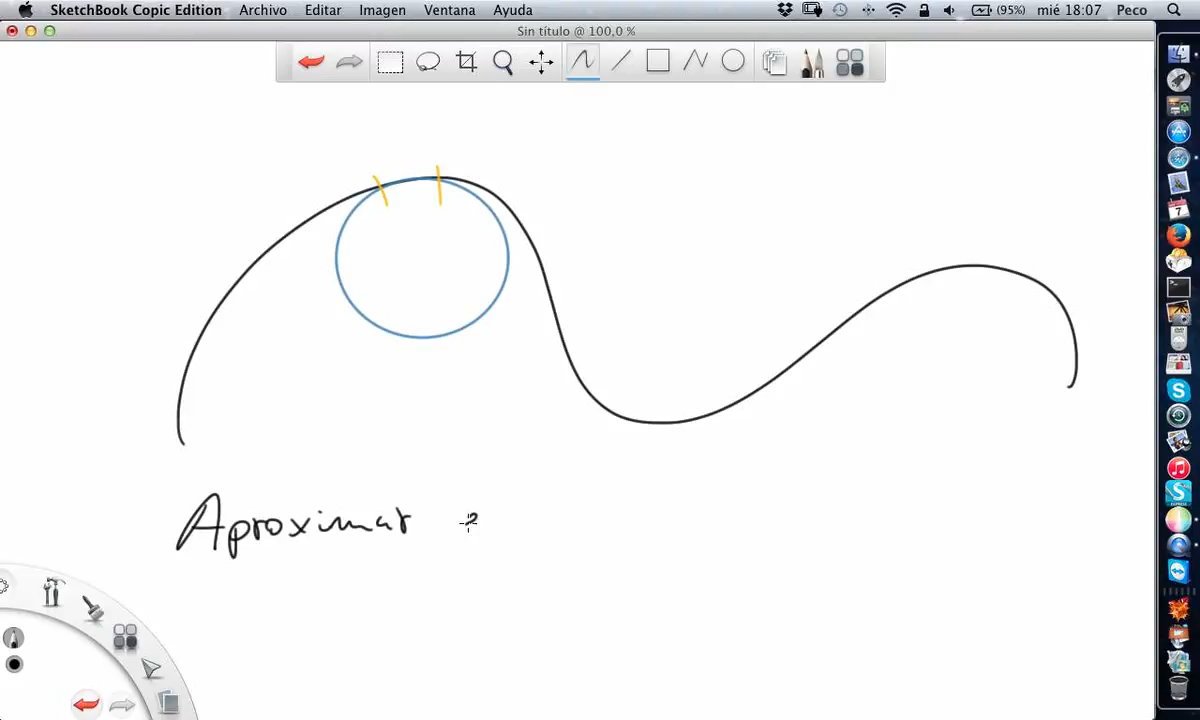 SketchBook Copic Edition Archivo Editar Imagen Ventana Ayuda (95%) mié 18:07 Peco
Sin título @ 100,0 %
Aproximar